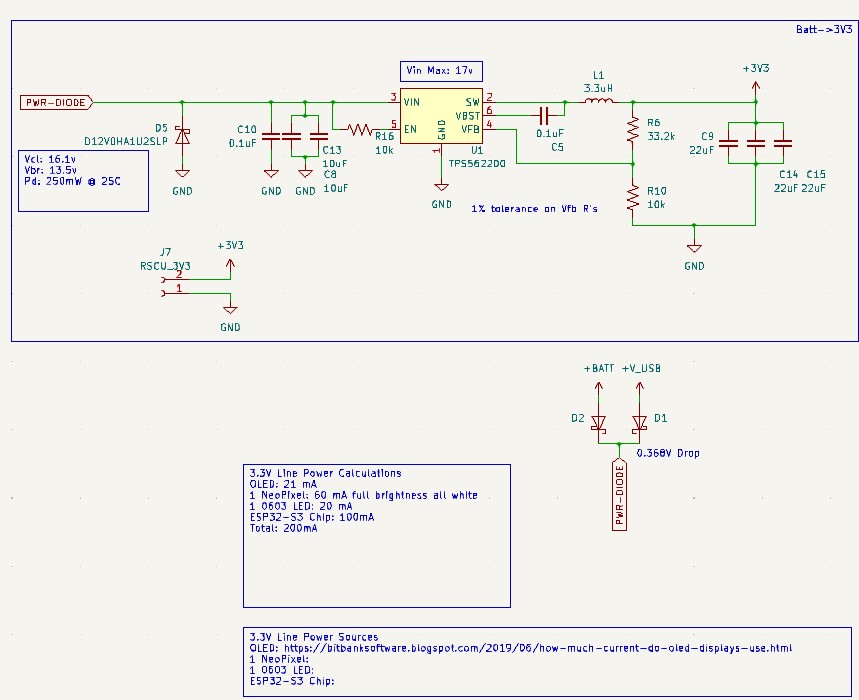 Batt->3V3
Vin Max: 17v
PWR-DIODE
D5
D12V0HA1U2SLP
Vcl: 16.1v
Vbr: 13.5v
Pd: 250mW @ 25C
GND
C10
0.1uF
GND
GND
C13
10uF
C8
10uF
R16
10k
3
VIN
5
EN
GND
1
SW
2
VBST
6
VFB
4
U1
TPS562200
GND
0.1uF
C5
L1
3.3uH
R6
33.2k
R10
10k
1% tolerance on Vfb R's
+3V3
C9
22uF
C14 C15
22uF 22uF
GND
J7
RSCU_3V3
2
1
+3V3
GND
+BATT +V_USB
D2
D1
0.368V Drop
PWR-DIODE
3.3V Line Power Calculations
OLED: 21 mA
1 NeoPixel: 60 mA full brightness all white
1 0603 LED: 20 mA
ESP32-S3 Chip: 100mA
Total: 200mA
3.3V Line Power Sources
OLED: https://bitbanksoftware.blogspot.com/2019/06/how-much-current-do-oled-displays-use.html
1 NeoPixel:
1 0603 LED:
ESP32-S3 Chip: